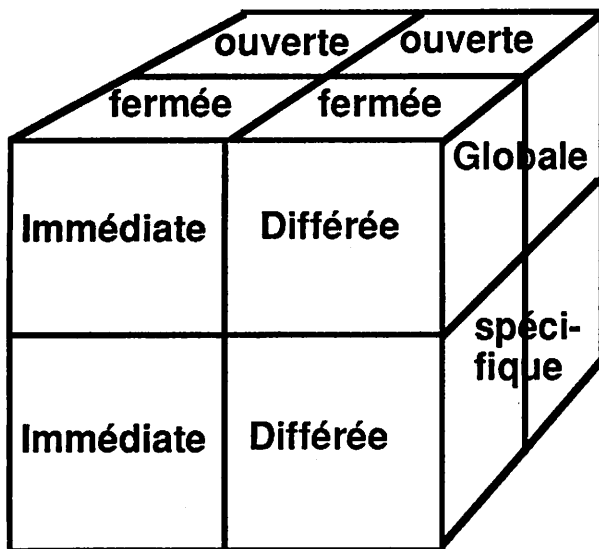 ouverte ouverte
fermée fermée
Globale
Immédiate Différée
spéci-
fique
Immédiate Différée